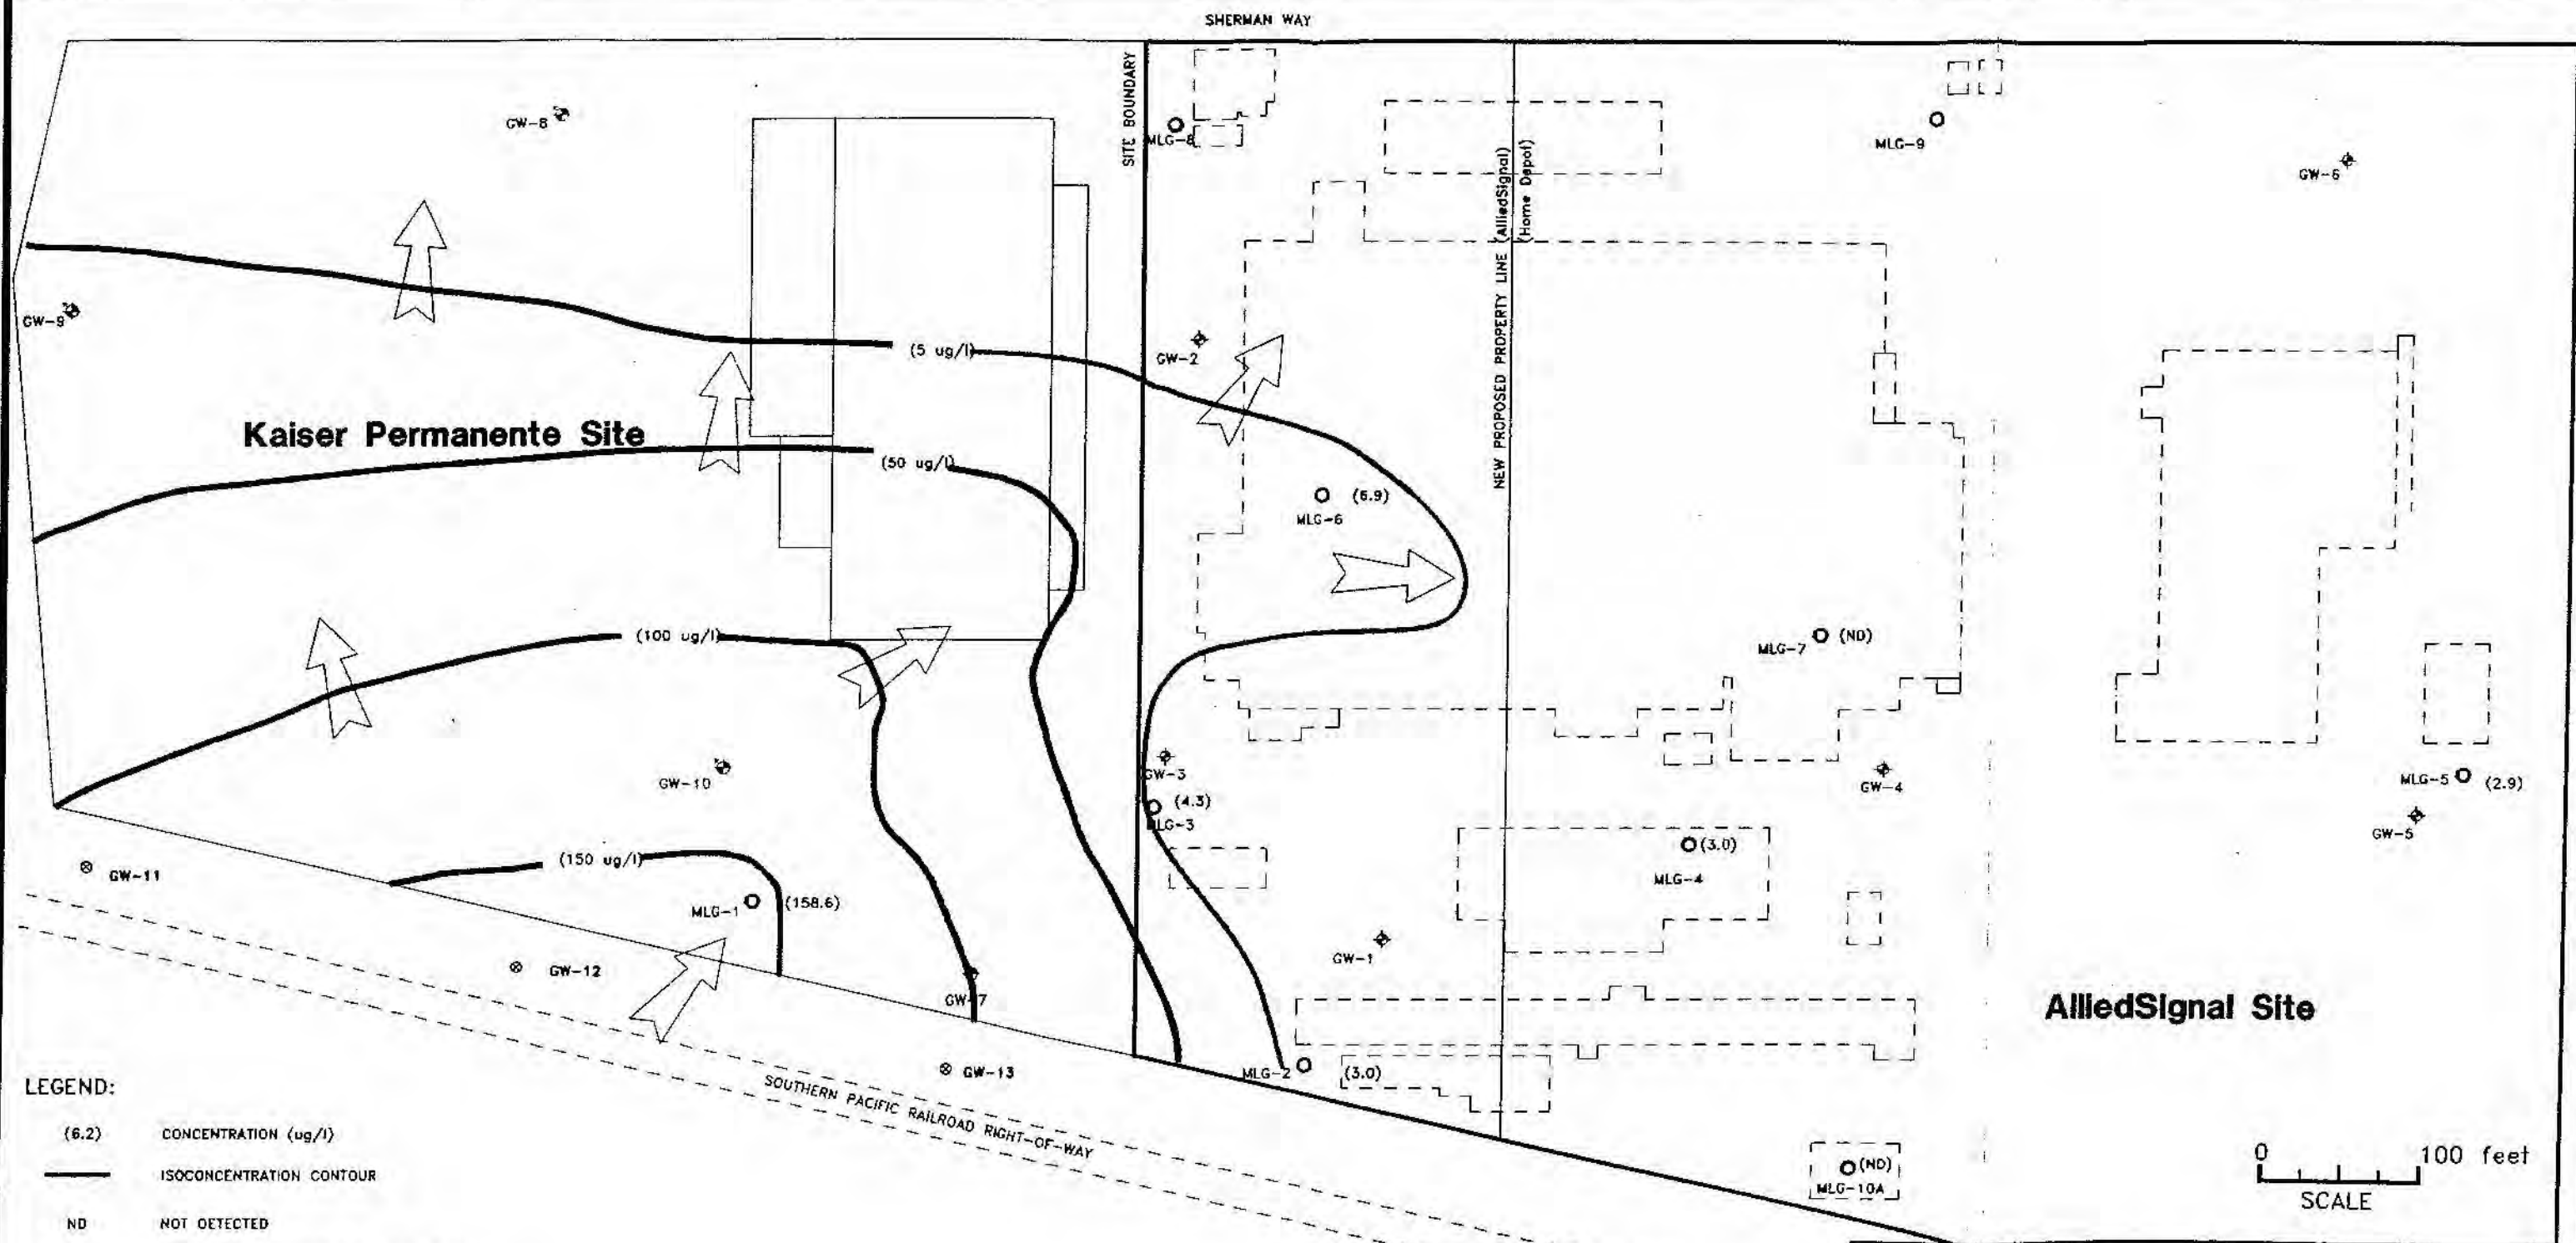 SHERMAN WAY
SITE BOUNDARY
GW-8
MLG-8
MLG-9
GW-6
NEW PROPOSED PROPERTY LINE (AlliedSignal)
(Home Depot)
GW-9
(5 ug/l)
GW-2
Kaiser Permanente Site
(50 ug/l)
(6.9)
MLG-6
(100 ug/l)
MLG-7
(ND)
GW-10
GW-3
(4.3)
MLG-3
GW-4
MLG-5
(2.9)
GW-5
(3.0)
MLG-4
(150 ug/l)
GW-11
MLG-1
(158.6)
GW-12
GW-7
GW-1
AlliedSignal Site
GW-13
MLG-2
(3.0)
SOUTHERN PACIFIC RAILROAD RIGHT-OF-WAY
(ND)
MLG-10A
LEGEND:
(6.2) CONCENTRATION (ug/l)
ISOCONCENTRATION CONTOUR
ND NOT DETECTED
0 100 feet
SCALE